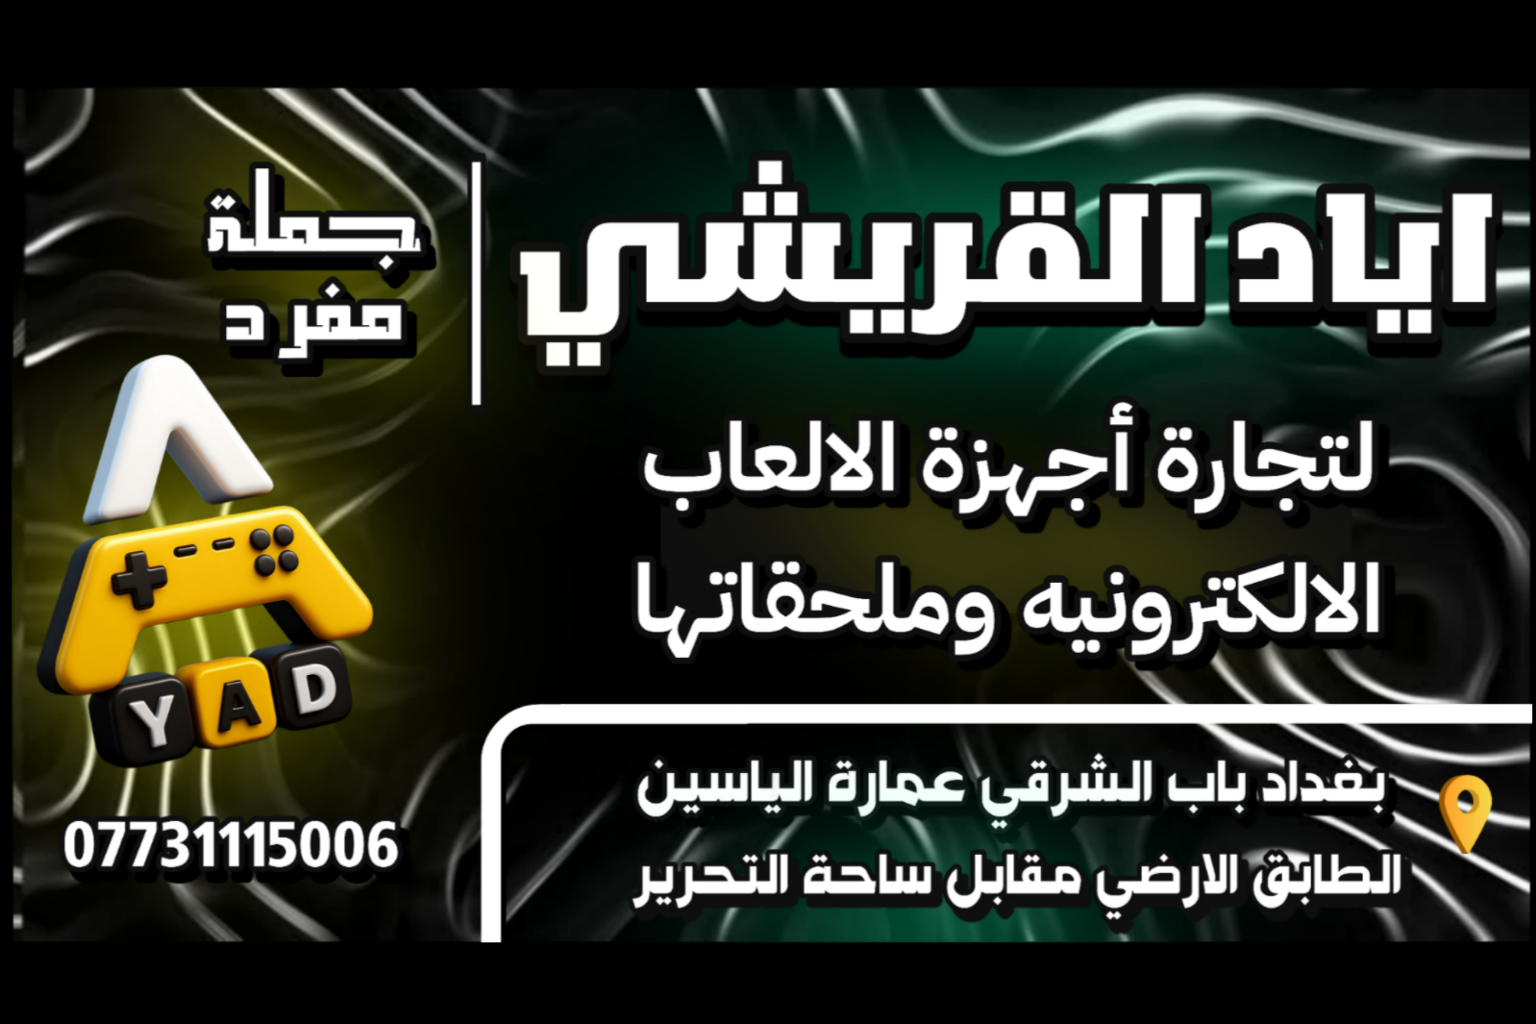 اياد القريشي
جملة
مفرد
لتجارة أجهزة الالعاب
الالكترونيه وملحقاتها
YAD
07731115006
بغداد باب الشرقي عمارة الياسين
الطابق الارضي مقابل ساحة التحرير